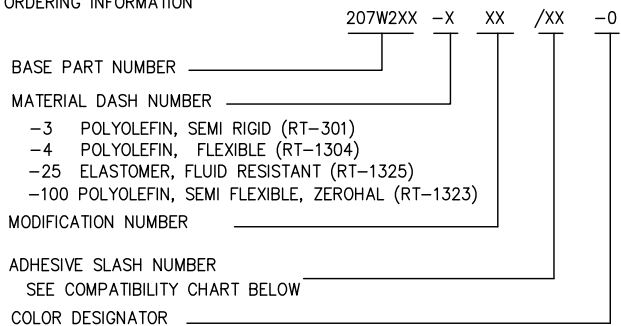 ORDERING INFORMATION
207W2XX -X XX /XX -0
BASE PART NUMBER
MATERIAL DASH NUMBER
-3 POLYOLEFIN, SEMI RIGID (RT-301)
-4 POLYOLEFIN, FLEXIBLE (RT-1304)
-25 ELASTOMER, FLUID RESISTANT (RT-1325)
-100 POLYOLEFIN, SEMI FLEXIBLE, ZEROHAL (RT-1323)
MODIFICATION NUMBER
ADHESIVE SLASH NUMBER
SEE COMPATIBILITY CHART BELOW
COLOR DESIGNATOR